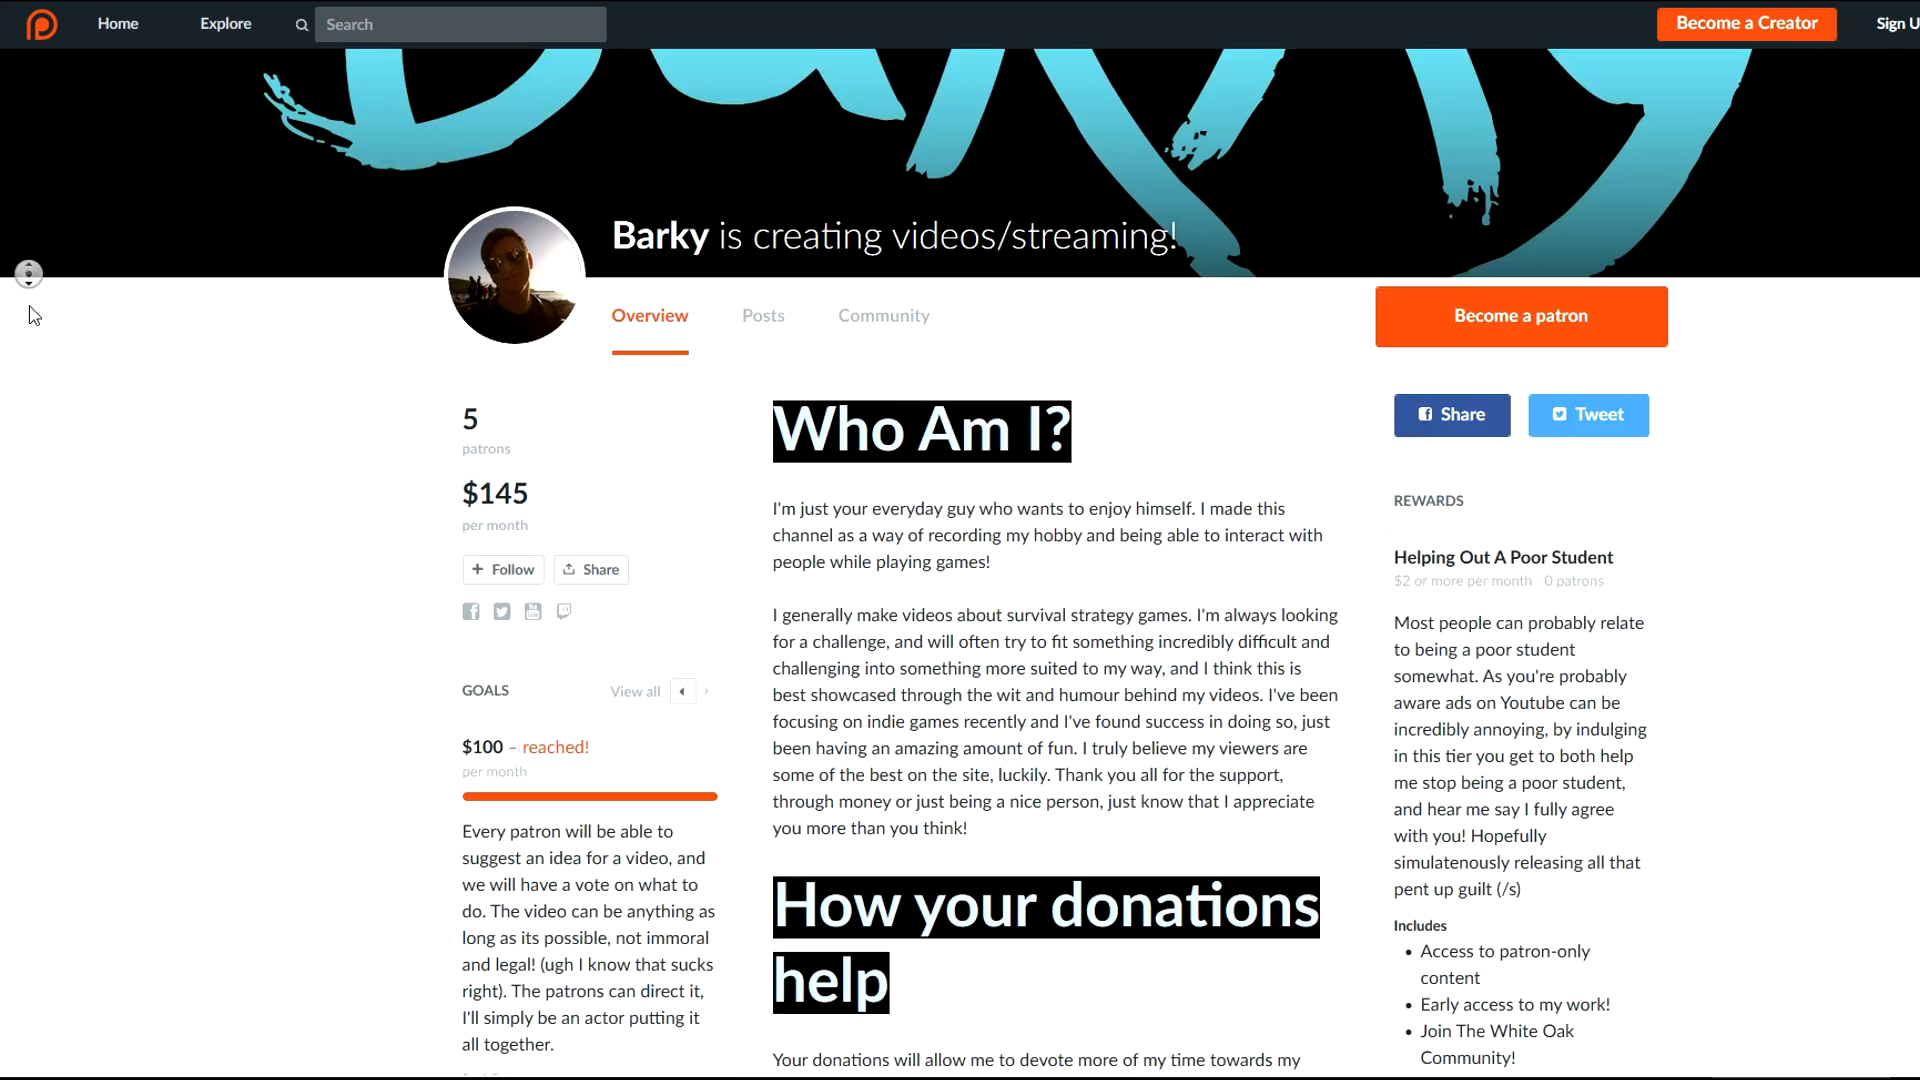 Home
Explore
Search
Become a Creator
Sign U
Barky
Barky is creating videos/streaming!
Overview
Posts
Community
Become a patron
5
patrons
$145
per month
Follow
Share
GOALS
View all
$100 – reached!
per month
Every patron will be able to
suggest an idea for a video, and
we will have a vote on what to
do. The video can be anything as
long as its possible, not immoral
and legal! (ugh I know that sucks
right). The patrons can direct it,
I'll simply be an actor putting it
all together.
Who Am I?
I'm just your everyday guy who wants to enjoy himself. I made this
channel as a way of recording my hobby and being able to interact with
people while playing games!
I generally make videos about survival strategy games. I'm always looking
for a challenge, and will often try to fit something incredibly difficult and
challenging into something more suited to my way, and I think this is
best showcased through the wit and humour behind my videos. I've been
focusing on indie games recently and I've found success in doing so, just
been having an amazing amount of fun. I truly believe my viewers are
some of the best on the site, luckily. Thank you all for the support,
through money or just being a nice person, just know that I appreciate
you more than you think!
How your donations
help
Your donations will allow me to devote more of my time towards my
Share
Tweet
REWARDS
Helping Out A Poor Student
$2 or more per month 0 patrons
Most people can probably relate
to being a poor student
somewhat. As you're probably
aware ads on Youtube can be
incredibly annoying, by indulging
in this tier you get to both help
me stop being a poor student,
and hear me say I fully agree
with you! Hopefully
simulatenously releasing all that
pent up guilt (/s)
Includes
• Access to patron-only
content
• Early access to my work!
• Join The White Oak
Community!